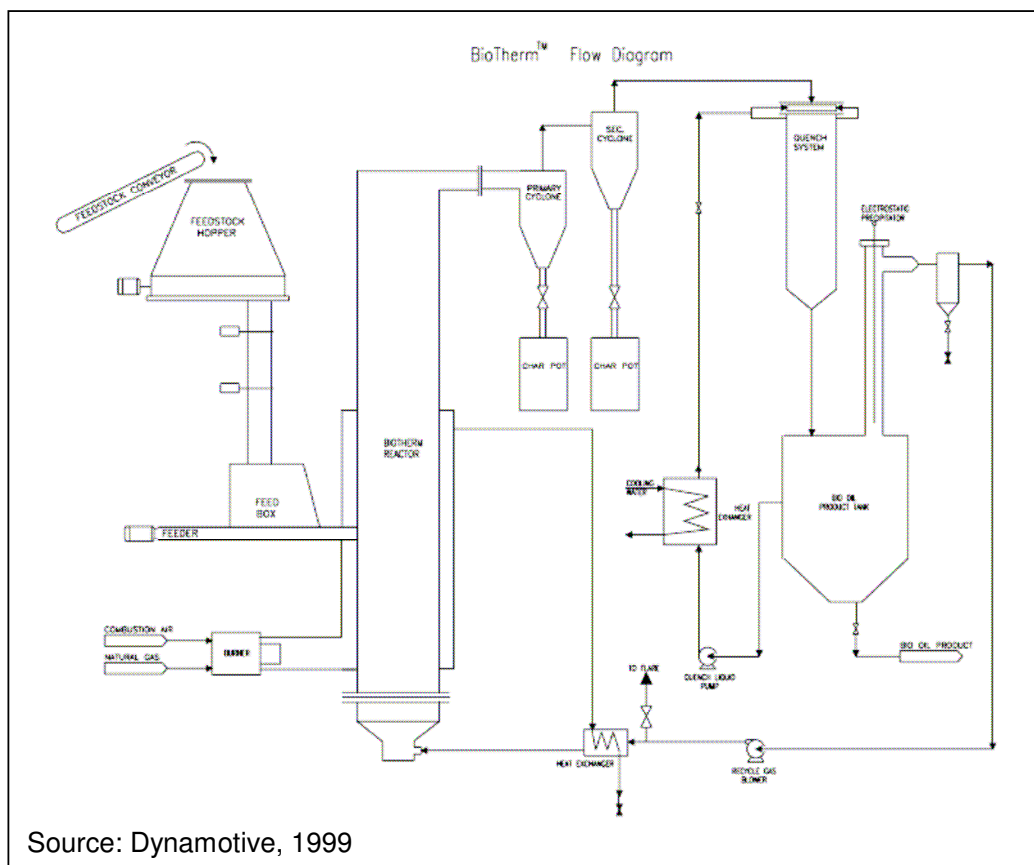 BioTherm™ Flow Diagram
FEEDSTOCK CONVEYOR
FEEDSTOCK
HOPPER
FEED
BOX
FEEDER
COMBUSTION AIR
NATURAL GAS
BURNER
BIOTHERM
REACTOR
PRIMARY
CYCLONE
SEC.
CYCLONE
CHAR POT
CHAR POT
QUENCH
SYSTEM
ELECTROSTATIC
PRECIPITATOR
COOLING
WATER
HEAT
EXHANGER
BIO OIL
PRODUCT TANK
QUENCH LIQUID
PUMP
BIO OIL PRODUCT
TO FLARE
HEAT EXCHANGER
RECYCLE GAS
BLOWER
Source: Dynamotive, 1999